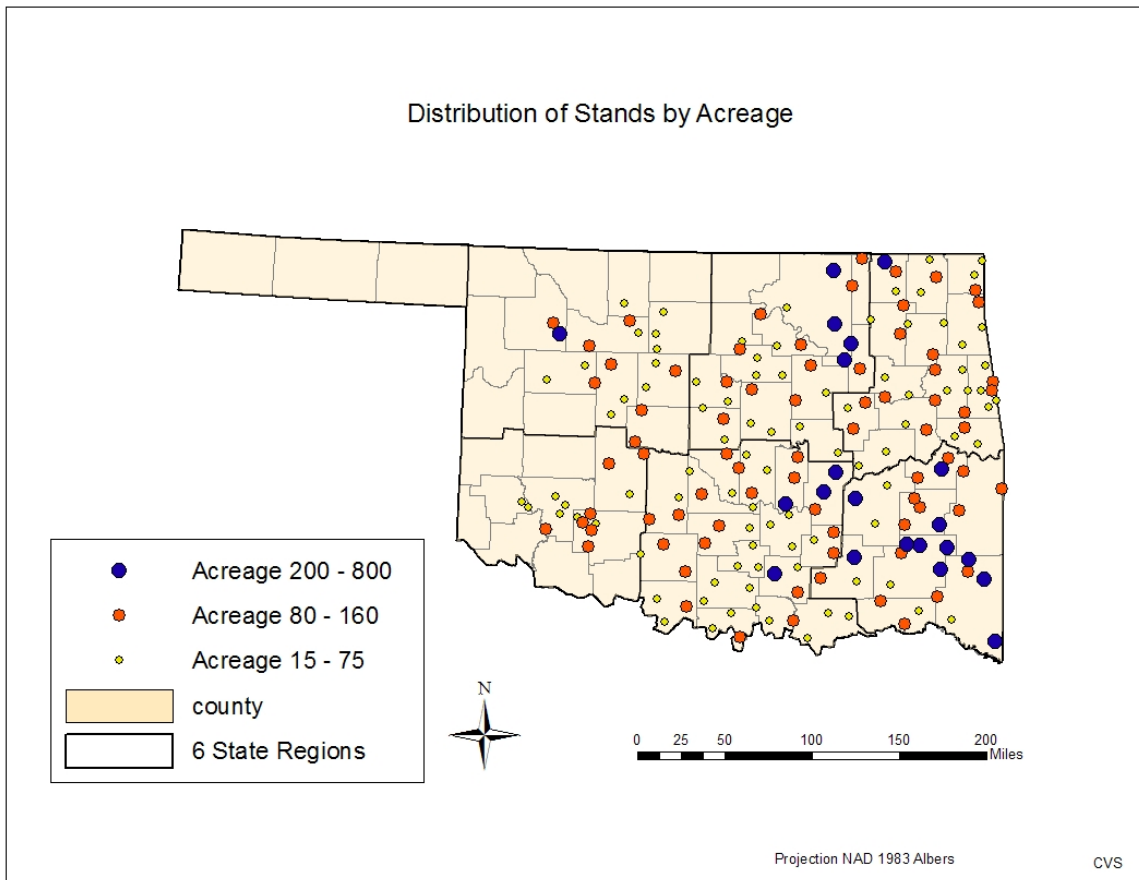 Distribution of Stands by Acreage
Acreage 200 - 800
Acreage 80 - 160
Acreage 15 - 75
county
6 State Regions
N
0 25 50 100 150 200
Miles
Projection NAD 1983 Albers
CVS